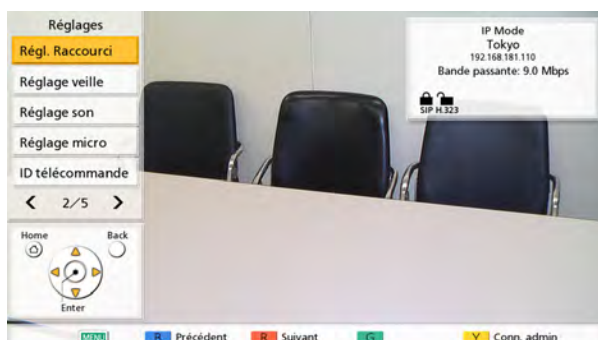 Réglages
Régl. Raccourci
Réglage veille
Réglage son
Réglage micro
ID télécommande
2/5
Home
Back
Enter
IP Mode
Tokyo
192.168.181.110
Bande passante: 9.0 Mbps
SIP H.323
MENU
B Précédent
R Suivant
G
Y Conn. admin